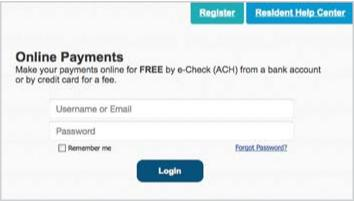 Register Resident Help Center
Online Payments
Make your payments online for FREE by e-Check (ACH) from a bank account
or by credit card for a fee.
Username or Email
Password
Remember me Forgot Password?
Login